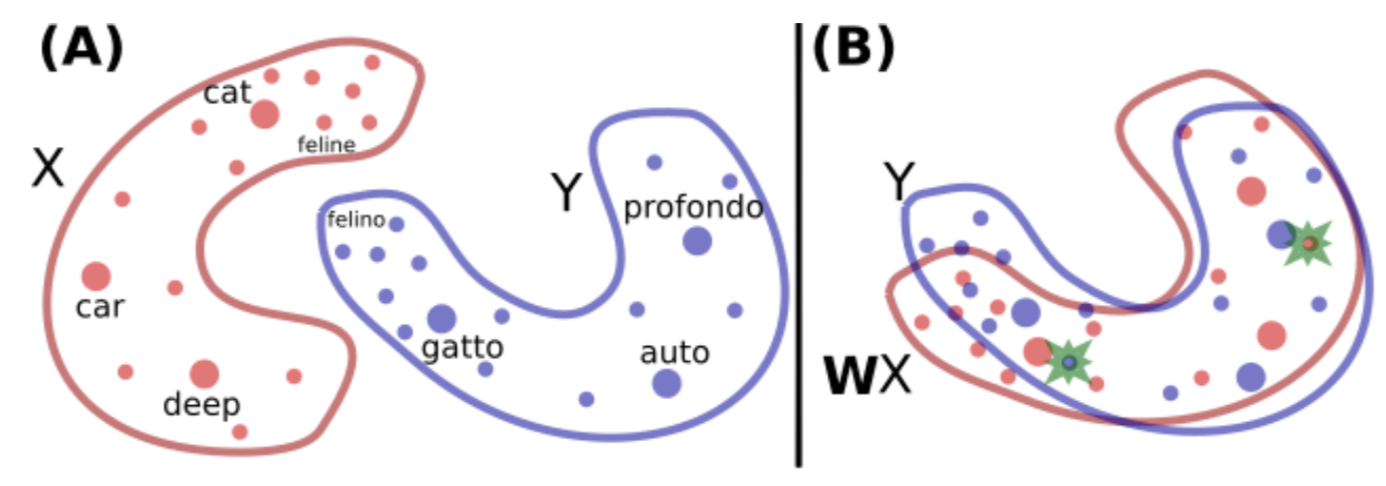 (A)
X
cat
feline
car
deep
Y
felino
profondo
gatto
auto
(B)
Y
WX